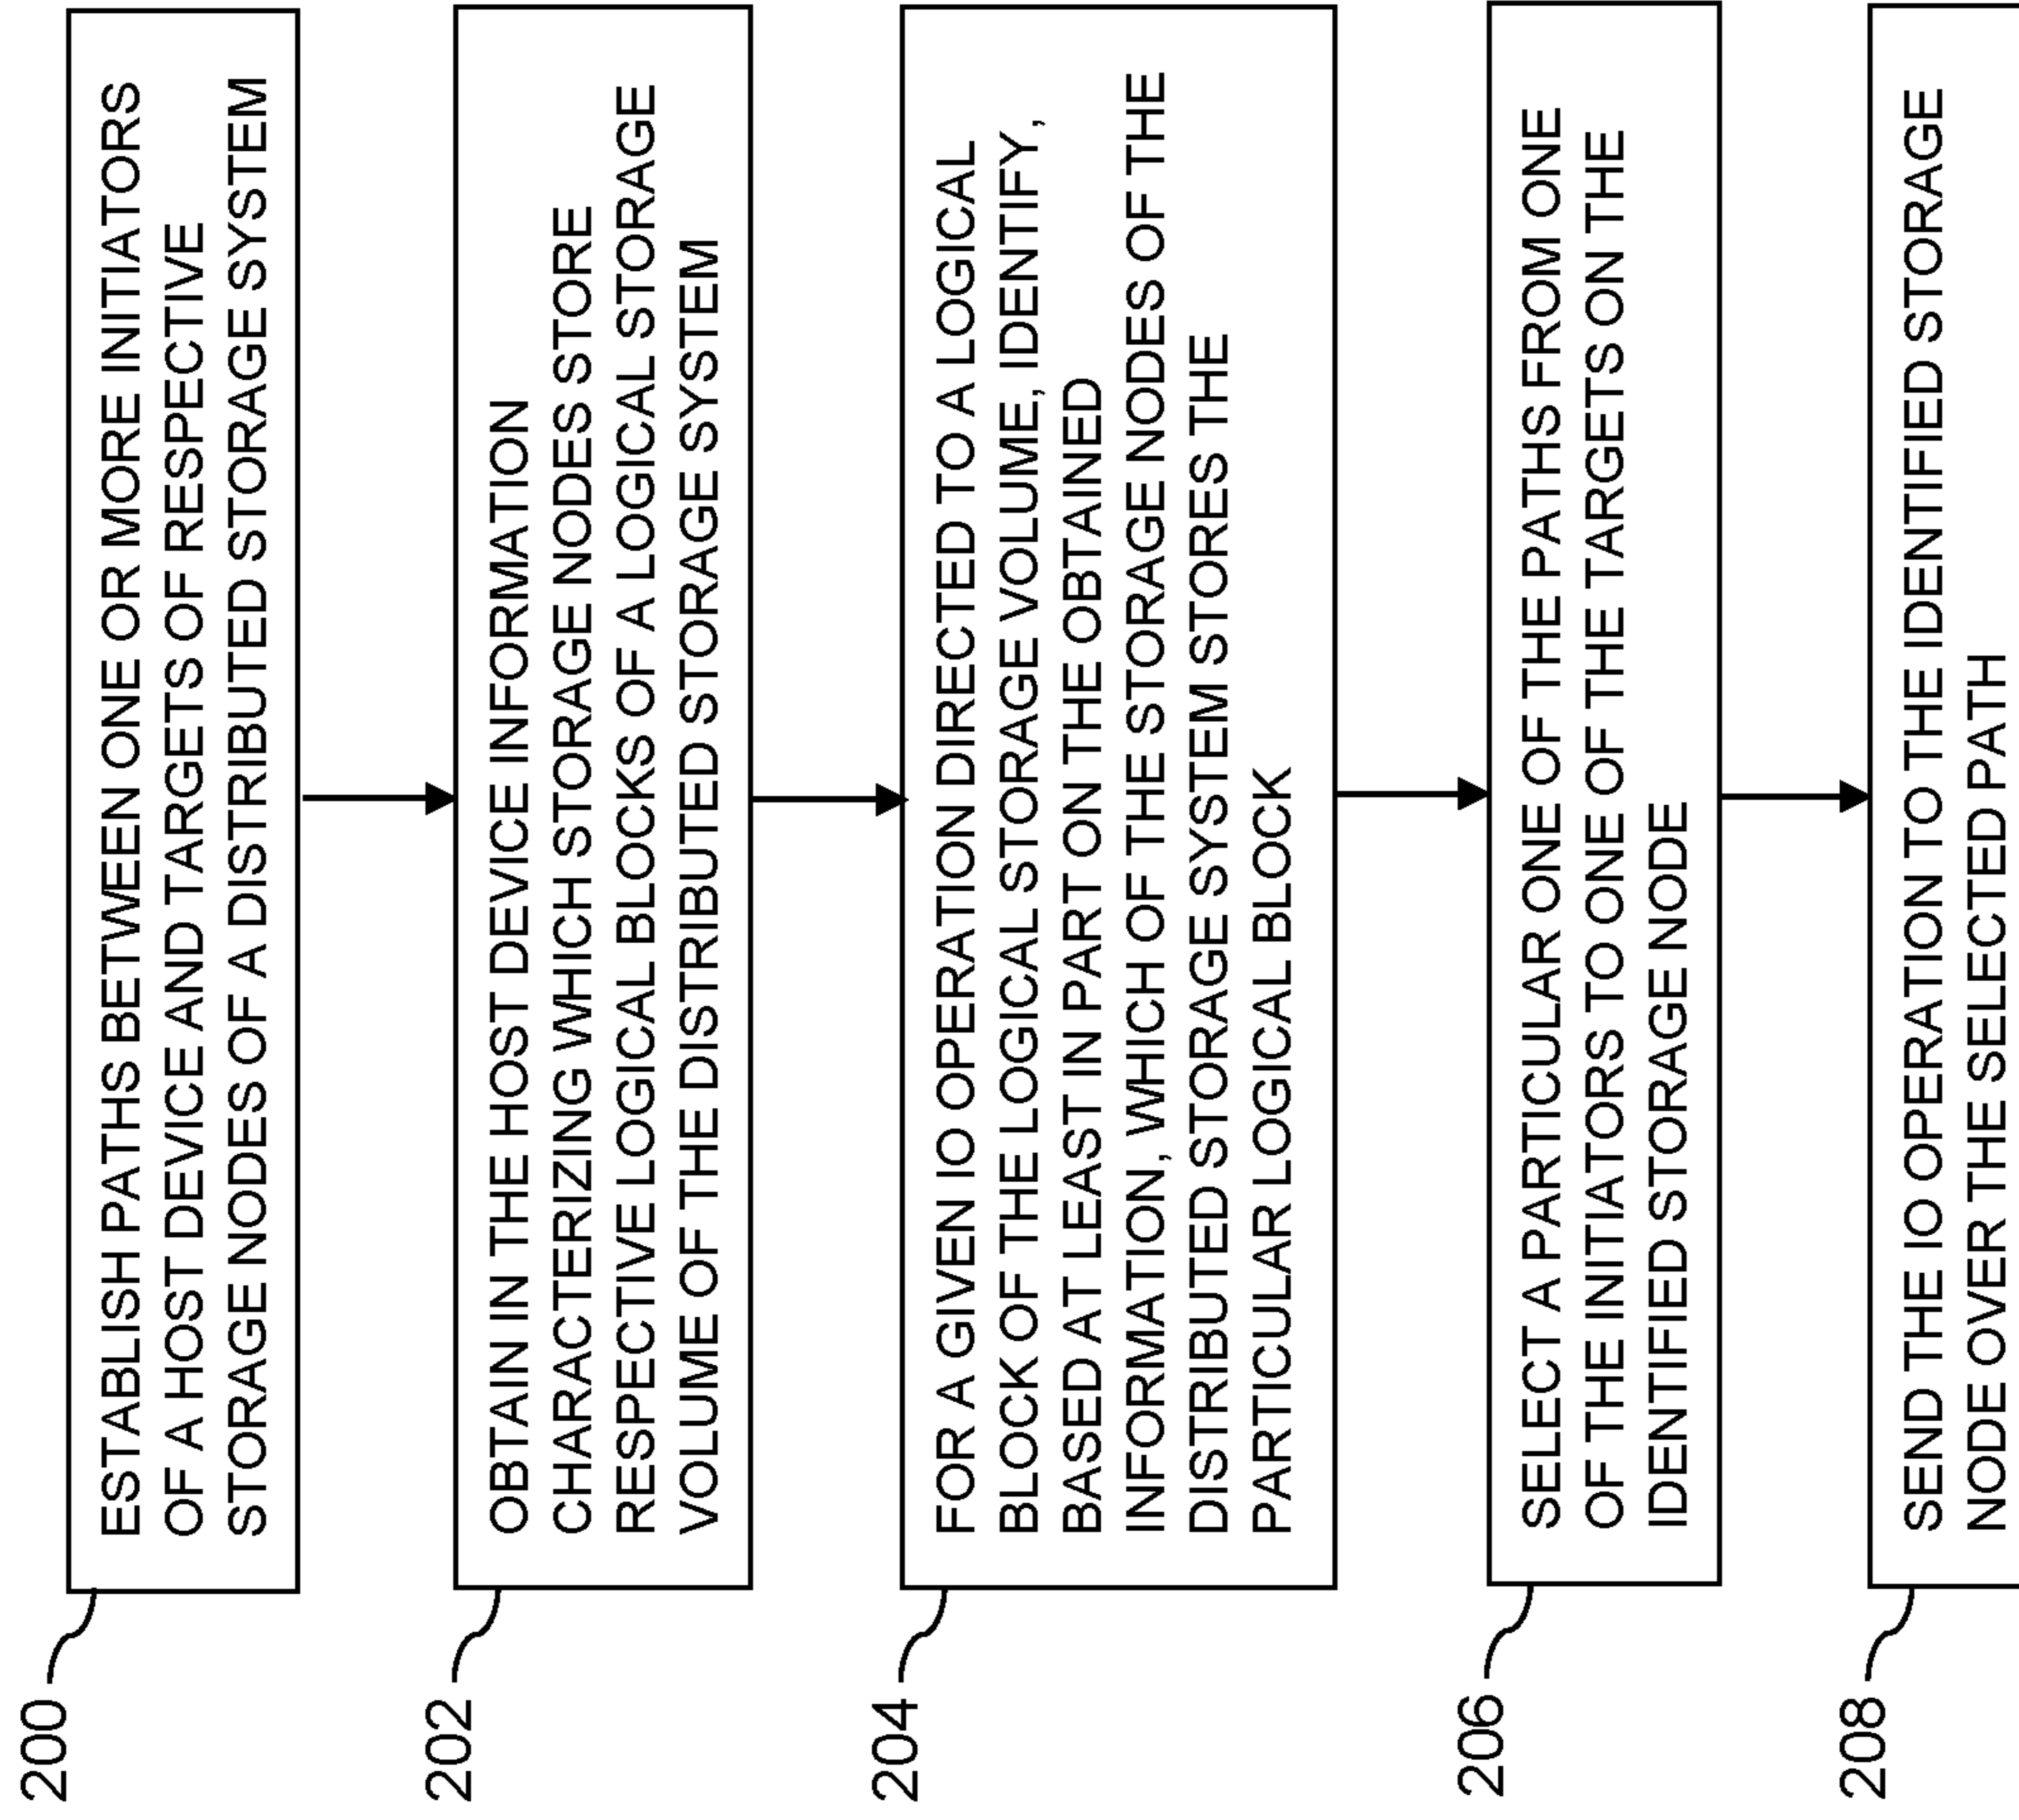 200
ESTABLISH PATHS BETWEEN ONE OR MORE INITIATORS
OF A HOST DEVICE AND TARGETS OF RESPECTIVE
STORAGE NODES OF A DISTRIBUTED STORAGE SYSTEM
202
OBTAIN IN THE HOST DEVICE INFORMATION
CHARACTERIZING WHICH STORAGE NODES STORE
RESPECTIVE LOGICAL BLOCKS OF A LOGICAL STORAGE
VOLUME OF THE DISTRIBUTED STORAGE SYSTEM
204
FOR A GIVEN IO OPERATION DIRECTED TO A LOGICAL
BLOCK OF THE LOGICAL STORAGE VOLUME, IDENTIFY,
BASED AT LEAST IN PART ON THE OBTAINED
INFORMATION, WHICH OF THE STORAGE NODES OF THE
DISTRIBUTED STORAGE SYSTEM STORES THE
PARTICULAR LOGICAL BLOCK
206
SELECT A PARTICULAR ONE OF THE PATHS FROM ONE
OF THE INITIATORS TO ONE OF THE TARGETS ON THE
IDENTIFIED STORAGE NODE
208
SEND THE IO OPERATION TO THE IDENTIFIED STORAGE
NODE OVER THE SELECTED PATH